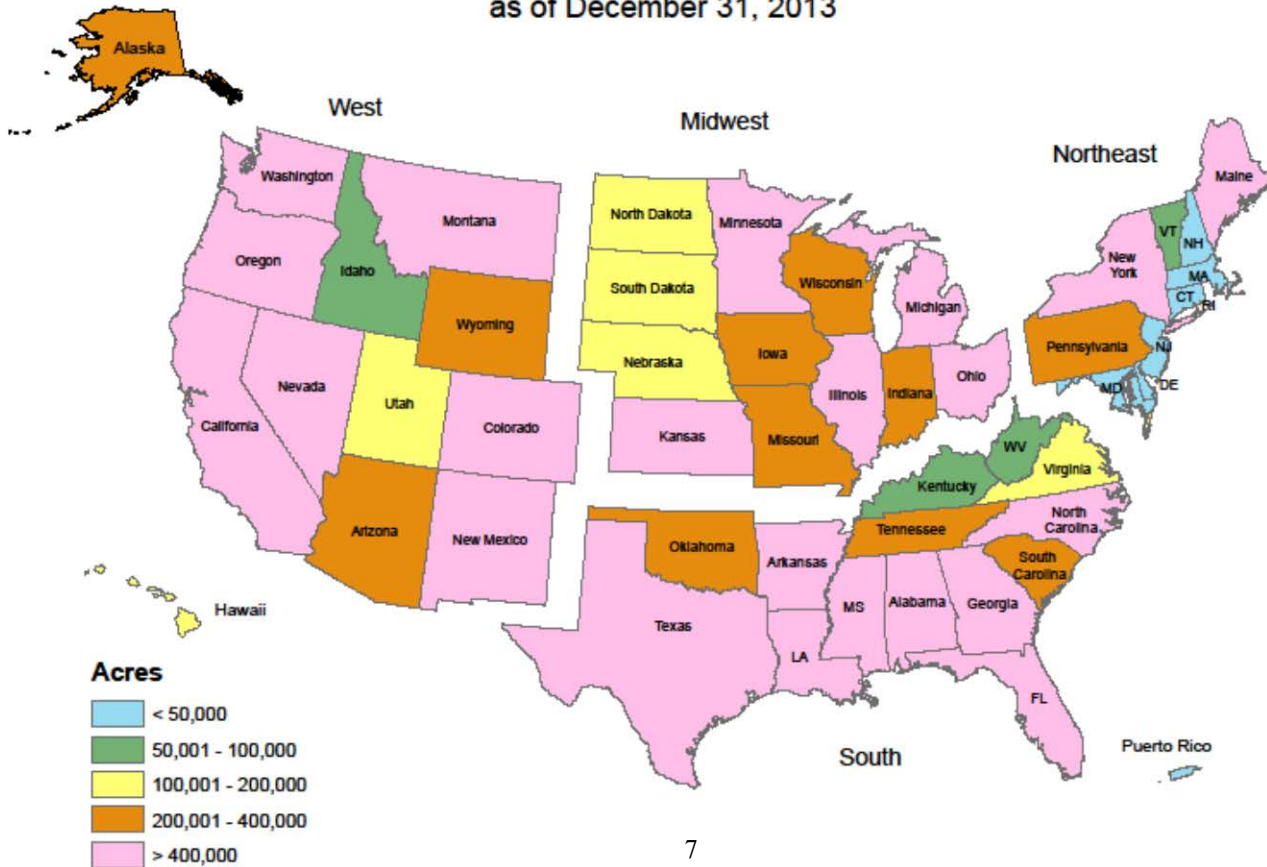 as of December 31, 2013
Alaska
West
Midwest
Northeast
Washington
Montana
Oregon
Idaho
Wyoming
Nevada
Utah
California
Colorado
Arizona
New Mexico
Hawaii
North Dakota
South Dakota
Nebraska
Kansas
Minnesota
Wisconsin
Iowa
Michigan
Illinois
Indiana
Ohio
Missouri
Maine
VT
NH
New
York
MA
CT
RI
Pennsylvania
NJ
MD
DE
WV
Virginia
Kentucky
North
Carolina
Tennessee
South
Carolina
Oklahoma
Arkansas
MS
Alabama
Georgia
Texas
LA
FL
South
Puerto Rico
Acres
< 50,000
50,001 - 100,000
100,001 - 200,000
200,001 - 400,000
> 400,000
7